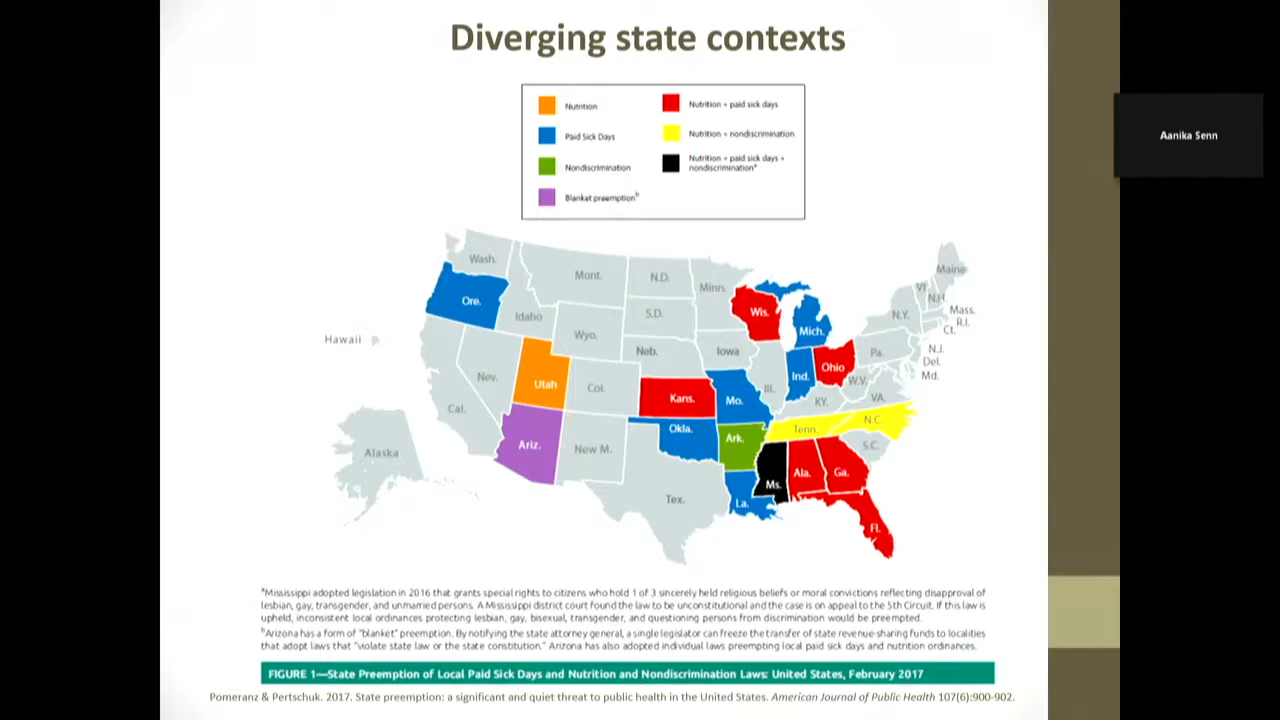 Diverging state contexts
Nutrition
Paid Sick Days
Nondiscrimination
Blanket preemptionᵇ
Nutrition + paid sick days
Nutrition + nondiscrimination
Nutrition + paid sick days +
nondiscriminationᵃ
Aanika Senn
Wash.
Mont.
N.D.
Minn.
Maine
Ore.
Idaho
S.D.
Wis.
Mich.
N.Y.
VT.
N.H.
Mass.
R.I.
Ct.
Hawaii
Wyo.
Neb.
Iowa
Pa.
N.J.
Del.
Md.
Nev.
Utah
Col.
Kans.
Mo.
Ill.
Ind.
Ohio
W.V.
VA.
KY.
Cal.
Ariz.
New M.
Okla.
Ark.
Tenn.
N.C.
S.C.
Alaska
Tex.
La.
Ms.
Ala.
Ga.
Fl.
ᵃMississippi adopted legislation in 2016 that grants special rights to citizens who hold 1 of 3 sincerely held religious beliefs or moral convictions reflecting disapproval of
lesbian, gay, transgender, and unmarried persons. A Mississippi district court found the law to be unconstitutional and the case is on appeal to the 5th Circuit. If this law is
upheld, inconsistent local ordinances protecting lesbian, gay, bisexual, transgender, and questioning persons from discrimination would be preempted.
ᵇArizona has a form of "blanket" preemption. By notifying the state attorney general, a single legislator can freeze the transfer of state revenue-sharing funds to localities
that adopt laws that "violate state law or the state constitution." Arizona has also adopted individual laws preempting local paid sick days and nutrition ordinances.
FIGURE 1—State Preemption of Local Paid Sick Days and Nutrition and Nondiscrimination Laws: United States, February 2017
Pomeranz & Pertschuk. 2017. State preemption: a significant and quiet threat to public health in the United States. American Journal of Public Health 107(6):900-902.